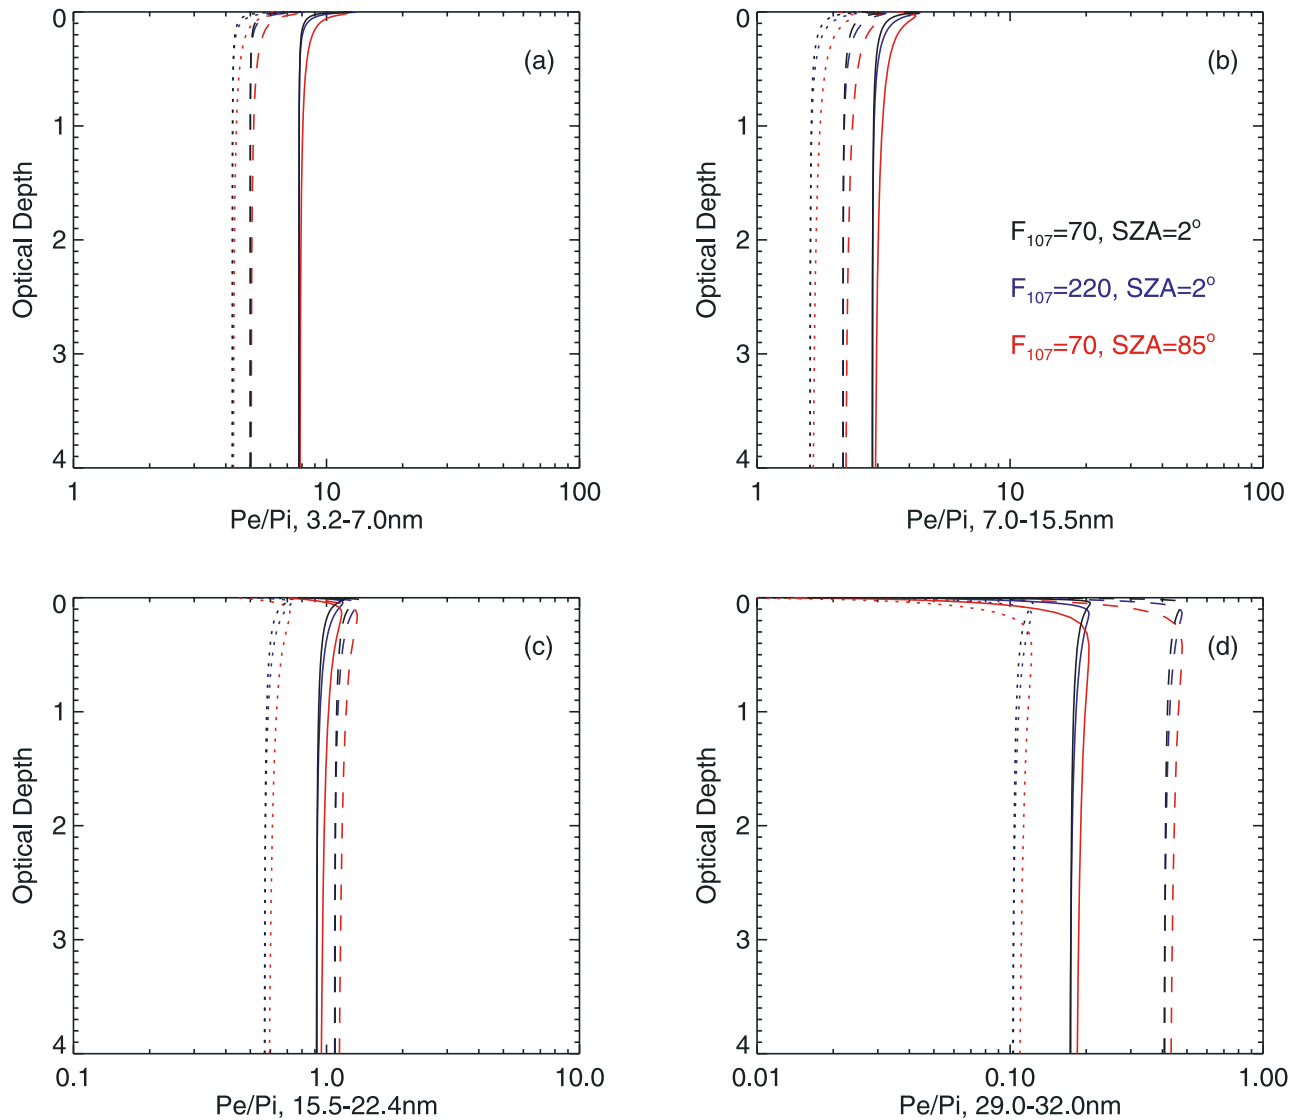 (a)
0
1
2
3
4
Optical Depth
1
10
100
Pe/Pi, 3.2-7.0nm
(b)
0
1
2
3
4
Optical Depth
F107=70, SZA=2°
F107=220, SZA=2°
F107=70, SZA=85°
1
10
100
Pe/Pi, 7.0-15.5nm
(c)
0
1
2
3
4
Optical Depth
0.1
1.0
10.0
Pe/Pi, 15.5-22.4nm
(d)
0
1
2
3
4
Optical Depth
0.01
0.10
1.00
Pe/Pi, 29.0-32.0nm